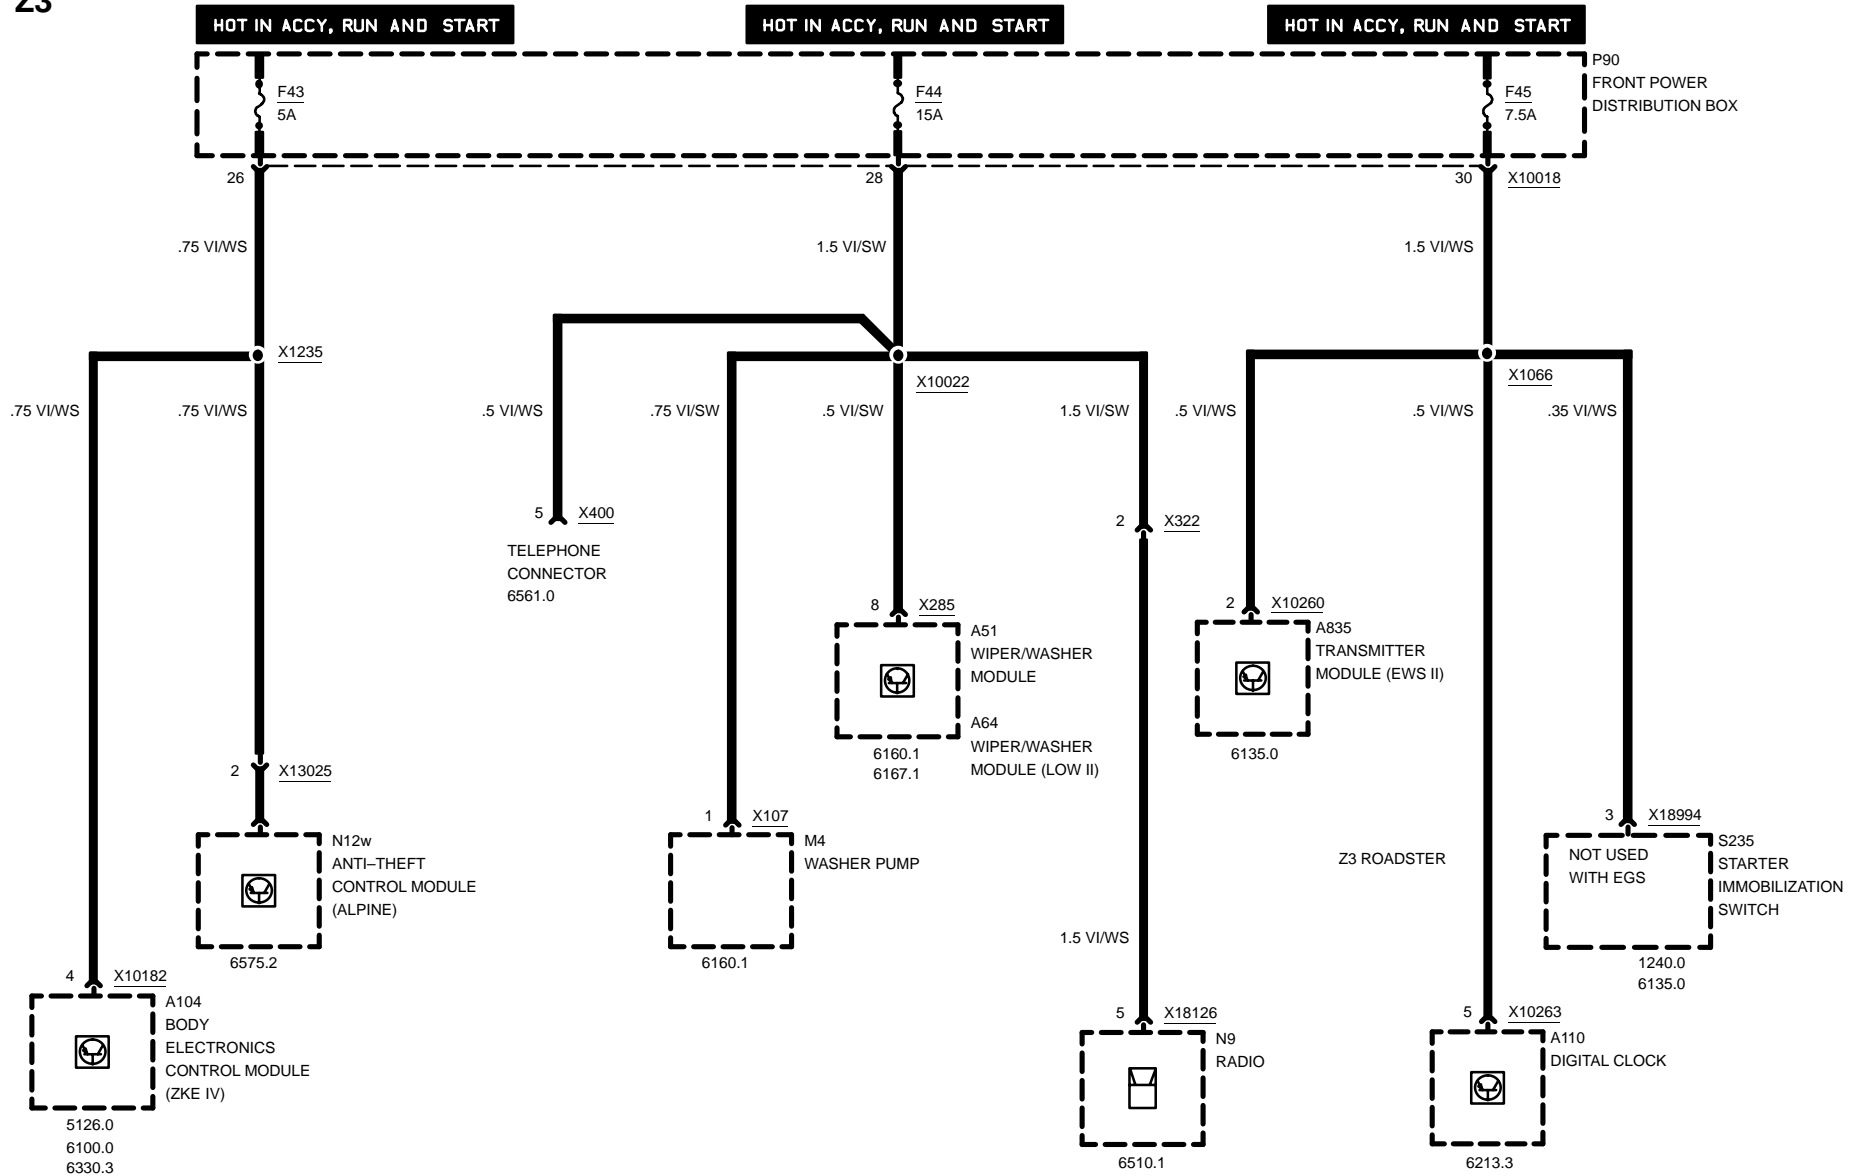 Z3
HOT IN ACCY, RUN AND START
HOT IN ACCY, RUN AND START
HOT IN ACCY, RUN AND START
P90
FRONT POWER
DISTRIBUTION BOX
F43
5A
F44
15A
F45
7.5A
26
28
30
X10018
.75 VI/WS
1.5 VI/SW
1.5 VI/WS
X1235
X10022
X1066
.75 VI/WS
.75 VI/WS
.5 VI/WS
.75 VI/SW
.5 VI/SW
1.5 VI/SW
.5 VI/WS
.5 VI/WS
.35 VI/WS
5
X400
TELEPHONE
CONNECTOR
6561.0
2
X322
8
X285
A51
WIPER/WASHER
MODULE
A64
WIPER/WASHER
MODULE (LOW II)
6160.1
6167.1
2
X10260
A835
TRANSMITTER
MODULE (EWS II)
6135.0
2
X13025
N12w
ANTI–THEFT
CONTROL MODULE
(ALPINE)
6575.2
1
X107
M4
WASHER PUMP
6160.1
Z3 ROADSTER
3
X18994
NOT USED
WITH EGS
S235
STARTER
IMMOBILIZATION
SWITCH
1240.0
6135.0
1.5 VI/WS
4
X10182
A104
BODY
ELECTRONICS
CONTROL MODULE
(ZKE IV)
5126.0
6100.0
6330.3
5
X18126
N9
RADIO
6510.1
5
X10263
A110
DIGITAL CLOCK
6213.3